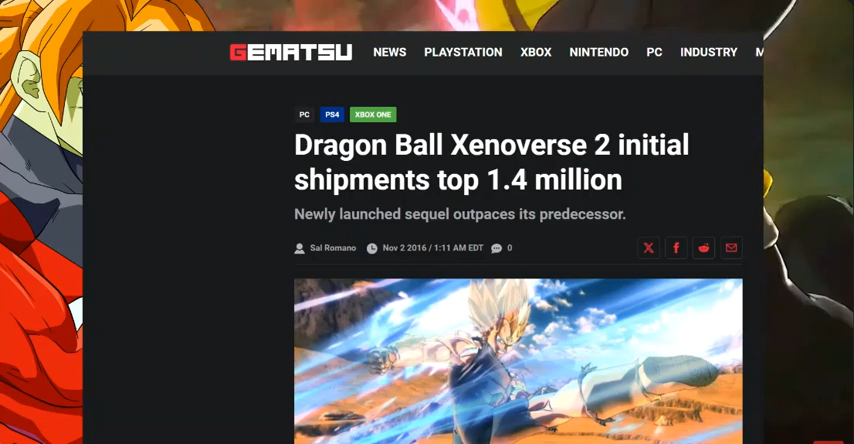 GEMATSU NEWS PLAYSTATION XBOX NINTENDO PC INDUSTRY M
PC PS4 XBOX ONE
Dragon Ball Xenoverse 2 initial
shipments top 1.4 million
Newly launched sequel outpaces its predecessor.
Sal Romano Nov 2 2016 / 1:11 AM EDT 0